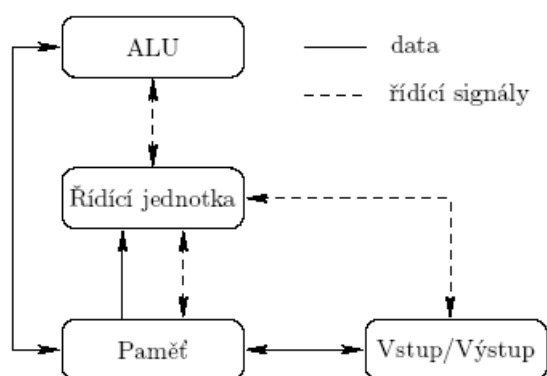 ALU
data
řídící signály
Řídící jednotka
Paměť
Vstup/Výstup